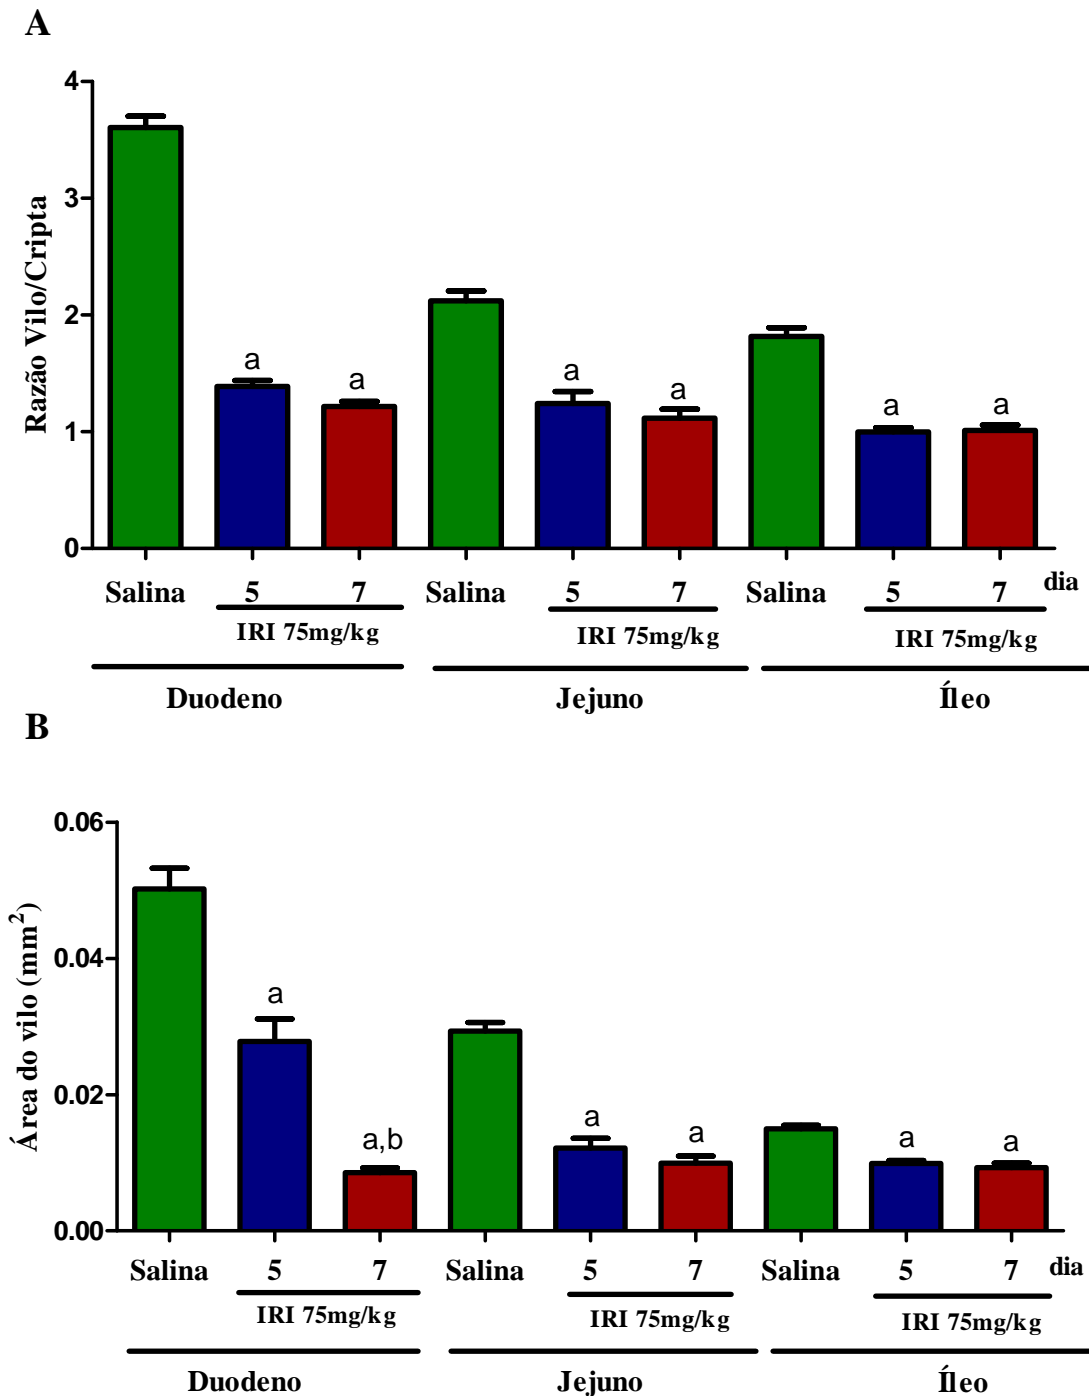 A
4
3
2
1
0
Razão Vilo/Cripta
a
a
a
a
a
a
Salina 5 7 Salina 5 7 Salina 5 7 dia
IRI 75mg/kg IRI 75mg/kg IRI 75mg/kg
Duodeno Jejuno Íleo
B
0.06
0.04
0.02
0.00
Área do vilo (mm²)
a
a,b
a
a
a
a
Salina 5 7 Salina 5 7 Salina 5 7 dia
IRI 75mg/kg IRI 75mg/kg IRI 75mg/kg
Duodeno Jejuno Íleo